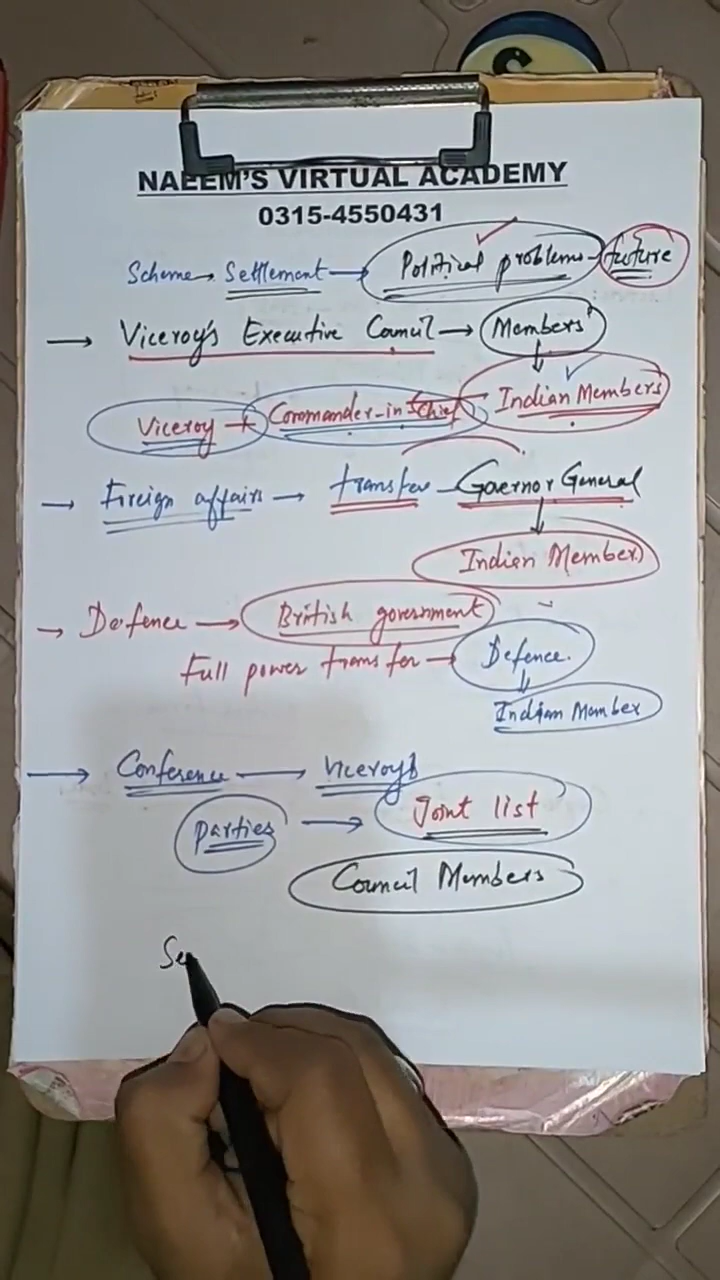 NAEEM'S VIRTUAL ACADEMY
0315-4550431
Scheme → Settlement → Political problems - future
→ Viceroy's Executive Council → Members
Viceroy + Commander-in-Chief - Indian Members
→ Foreign affairs → transfer - Governor General
Indian Member
→ Defence → British government
Full power transfer → Defence.
Indian Member
→ Conference → Viceroy
Parties → Joint list
Council Members
Se